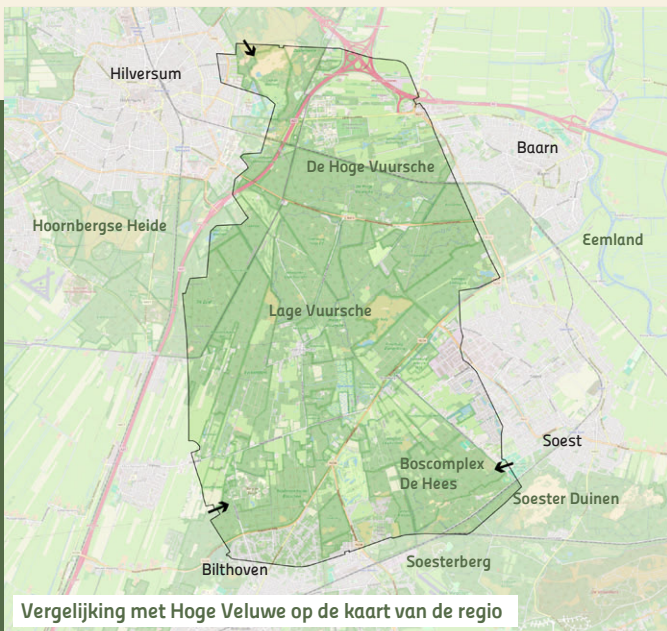 Hilversum
Baarn
De Hoge Vuursche
Hoornbergse Heide
Eemland
Lage Vuursche
Soest
Boscomplex
De Hees
Soester Duinen
Soesterberg
Bilthoven
Vergelijking met Hoge Veluwe op de kaart van de regio